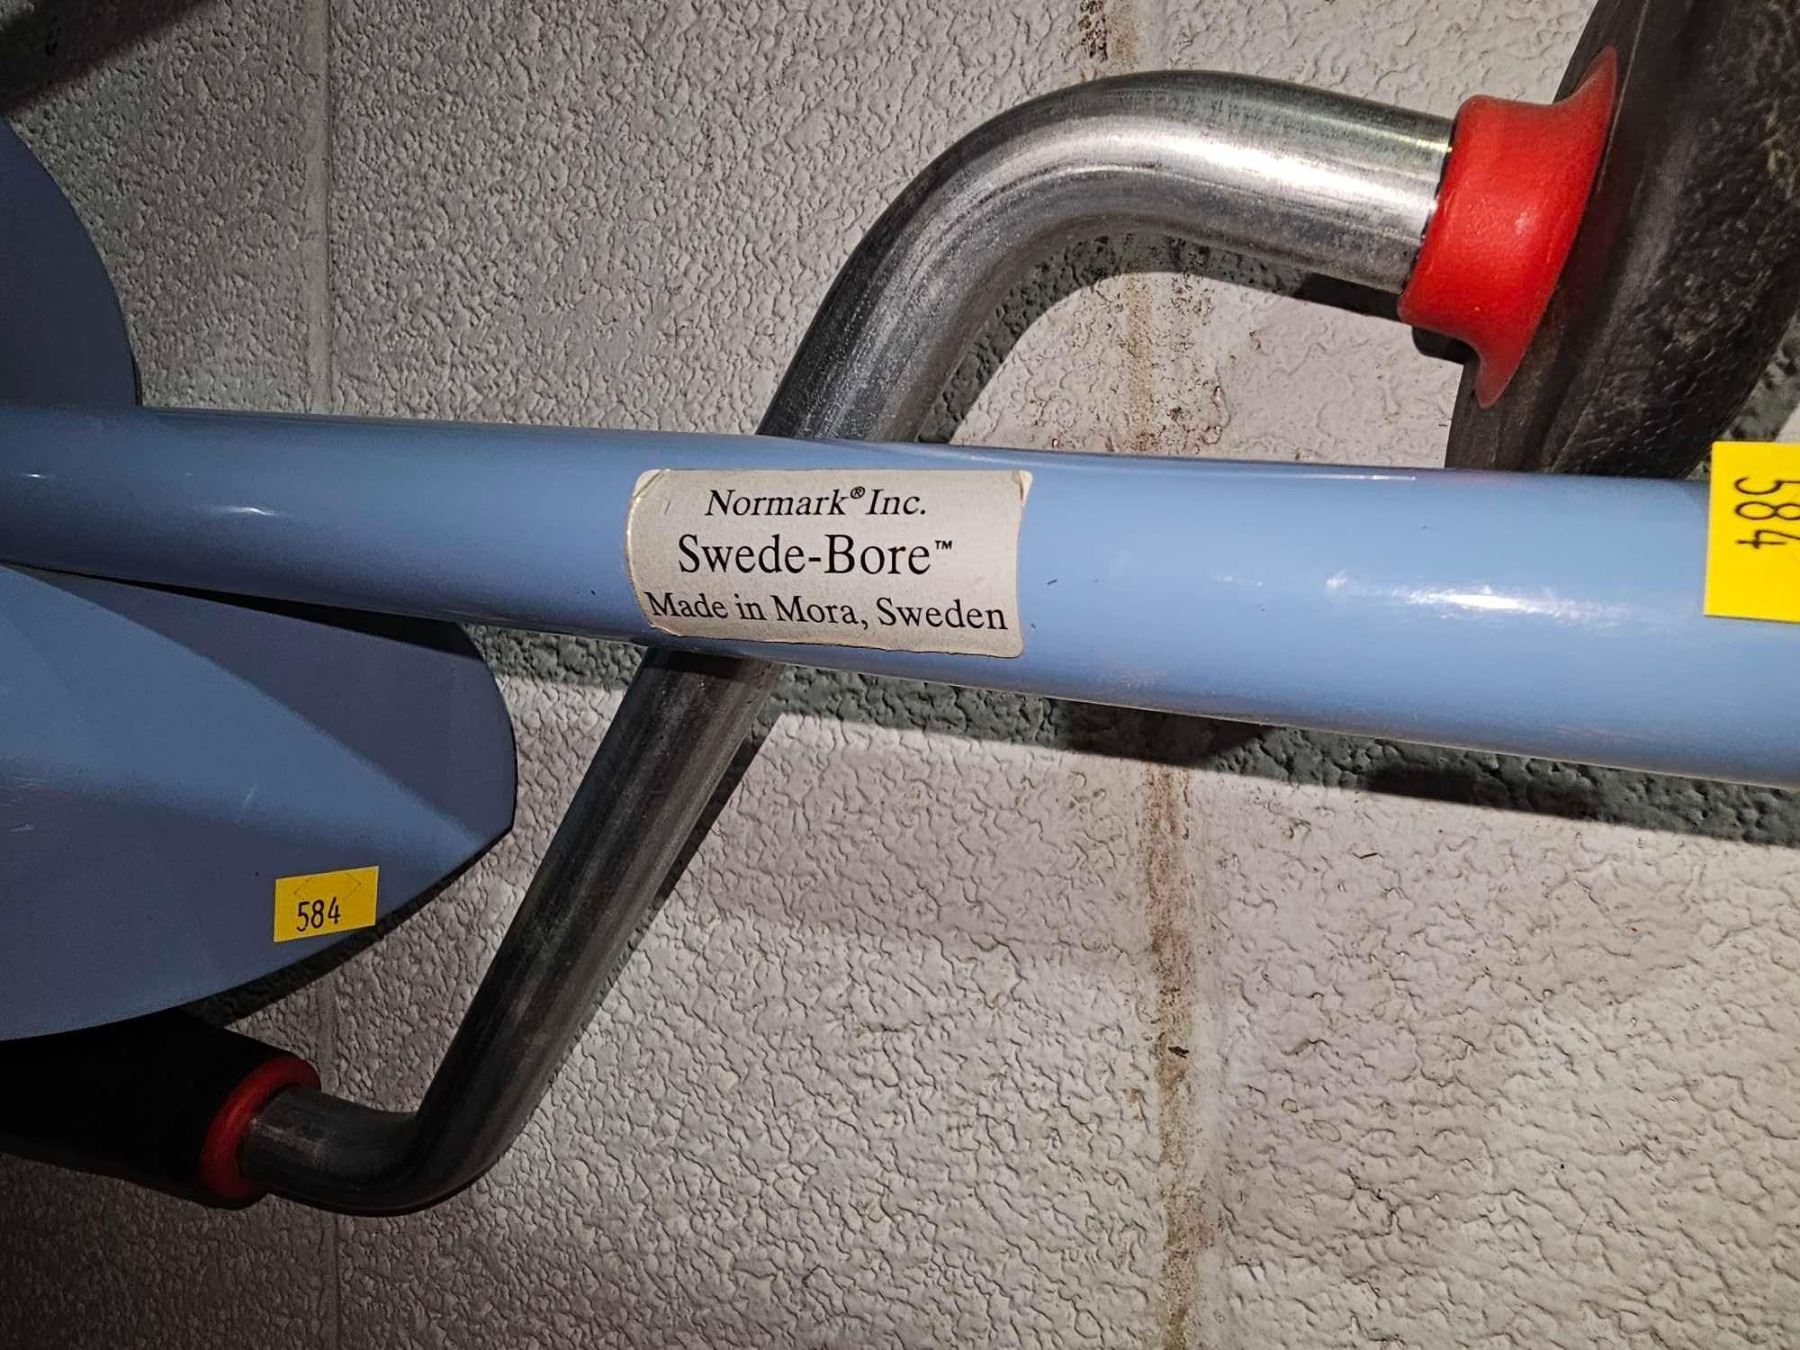 Normark® Inc.
Swede-Bore™
Made in Mora, Sweden
584
584